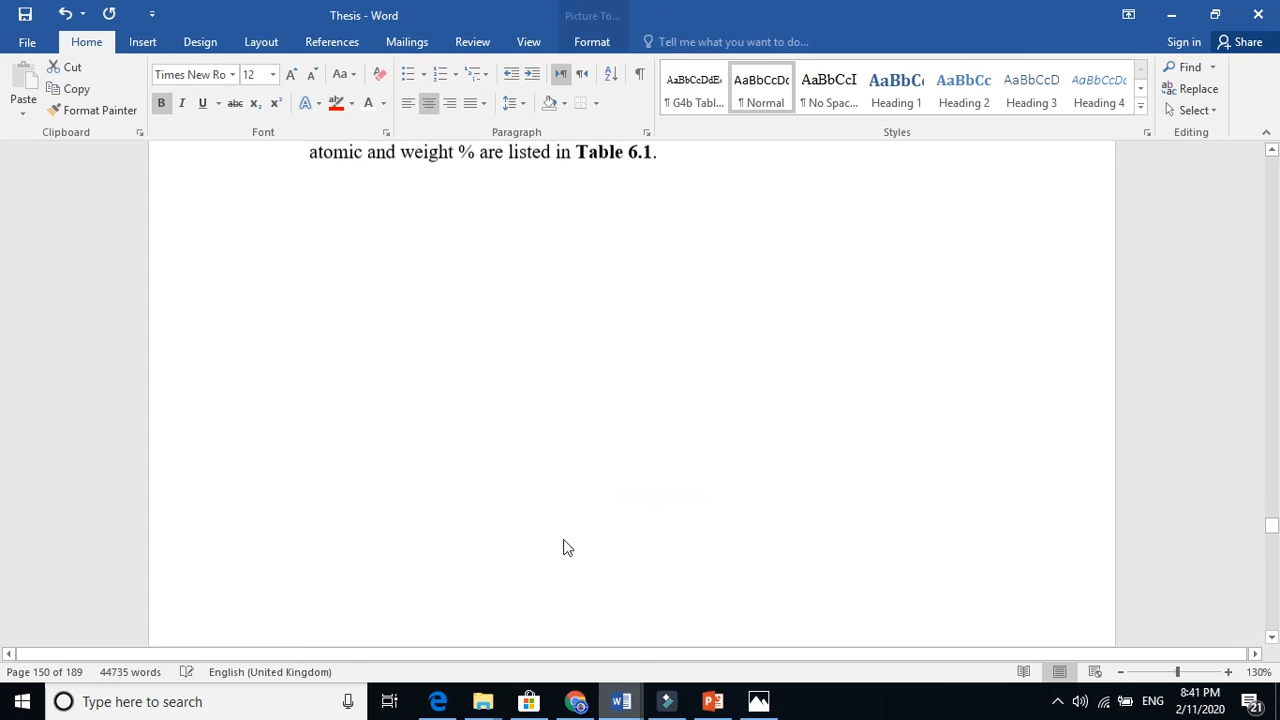 Thesis - Word
Picture To...
File Home Insert Design Layout References Mailings Review View Format Tell me what you want to do... Sign in Share
Paste Cut Copy Format Painter
Times New Ro 12
AaBbCcDdE AaBbCcDc AaBbCcI AaBbCc AaBbCc AaBbCcD AaBbCcDc
¶ G4b Tabl... ¶ Normal ¶ No Spac... Heading 1 Heading 2 Heading 3 Heading 4
Find Replace Select
Clipboard Font Paragraph Styles Editing
atomic and weight % are listed in Table 6.1.
Page 150 of 189 44735 words English (United Kingdom) 130%
Type here to search
ENG 8:41 PM 2/11/2020 21